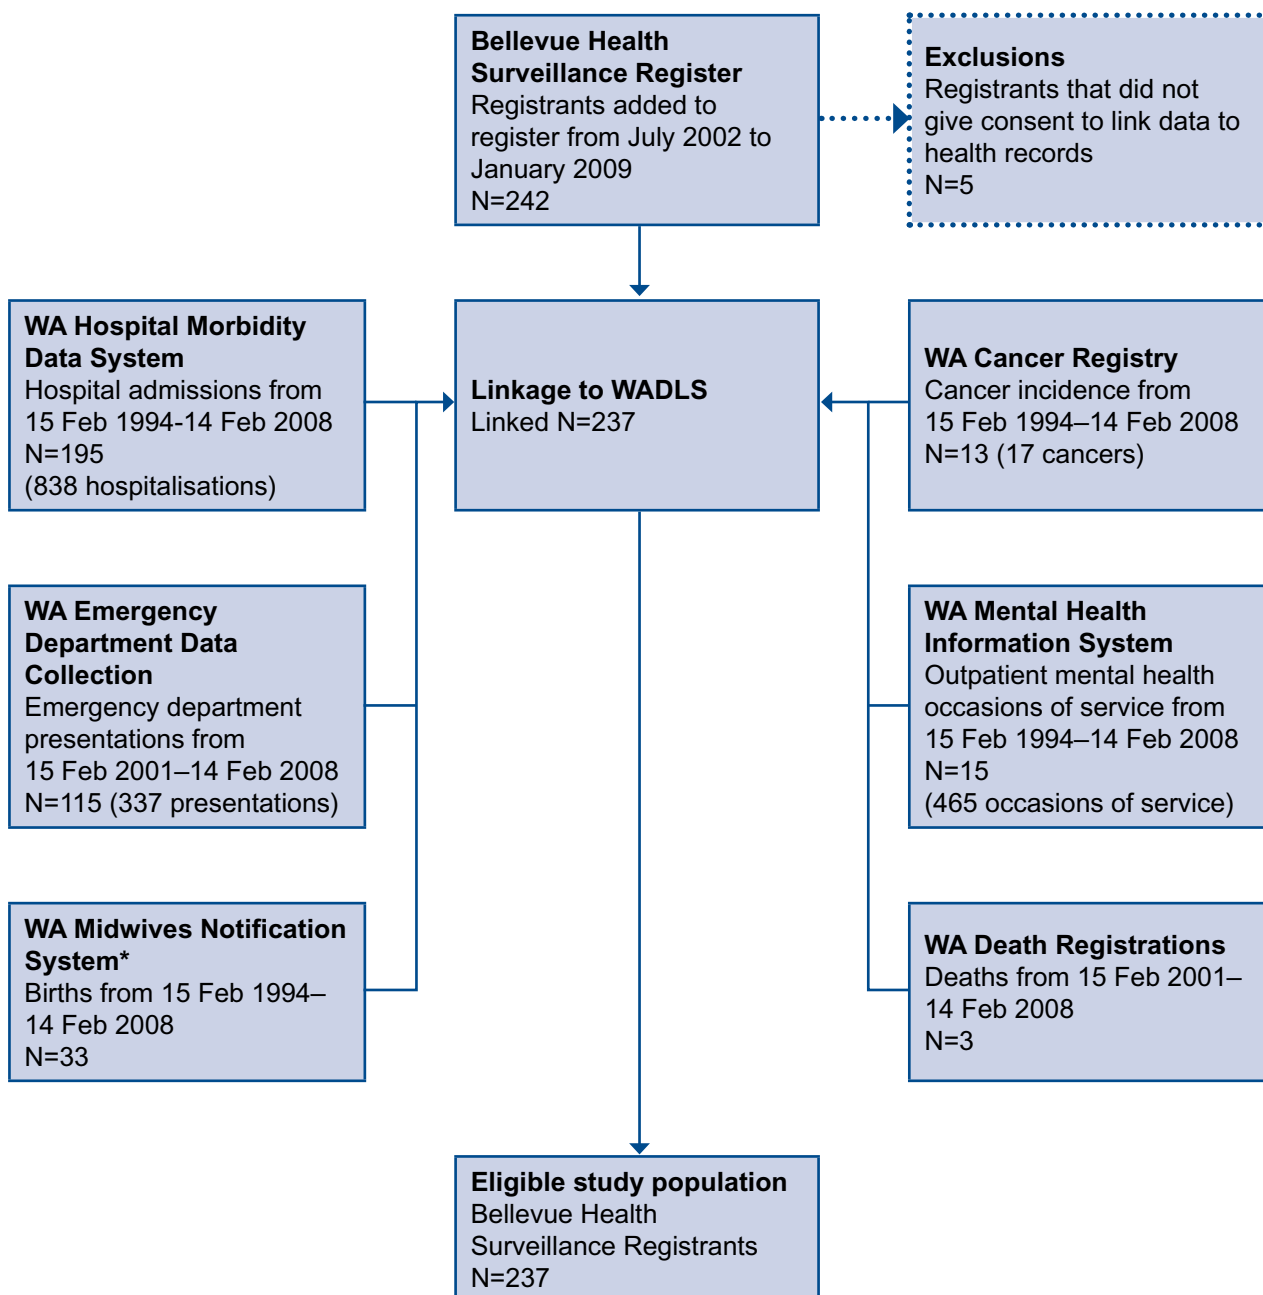 Bellevue Health
Surveillance Register
Registrants added to
register from July 2002 to
January 2009
N=242
Exclusions
Registrants that did not
give consent to link data to
health records
N=5
WA Hospital Morbidity
Data System
Hospital admissions from
15 Feb 1994-14 Feb 2008
N=195
(838 hospitalisations)
Linkage to WADLS
Linked N=237
WA Cancer Registry
Cancer incidence from
15 Feb 1994–14 Feb 2008
N=13 (17 cancers)
WA Emergency
Department Data
Collection
Emergency department
presentations from
15 Feb 2001–14 Feb 2008
N=115 (337 presentations)
WA Mental Health
Information System
Outpatient mental health
occasions of service from
15 Feb 1994–14 Feb 2008
N=15
(465 occasions of service)
WA Midwives Notification
System*
Births from 15 Feb 1994–
14 Feb 2008
N=33
WA Death Registrations
Deaths from 15 Feb 2001–
14 Feb 2008
N=3
Eligible study population
Bellevue Health
Surveillance Registrants
N=237